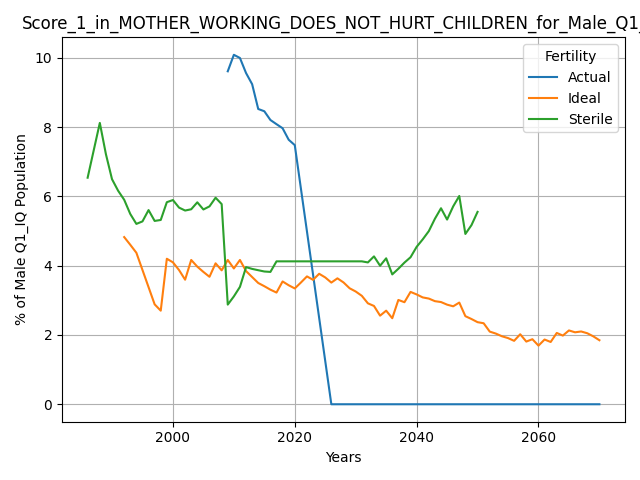 Score_1_in_MOTHER_WORKING_DOES_NOT_HURT_CHILDREN_for_Male_Q1_
Fertility
Actual
Ideal
Sterile
% of Male Q1_IQ Population
10
8
6
4
2
0
2000
2020
2040
2060
Years